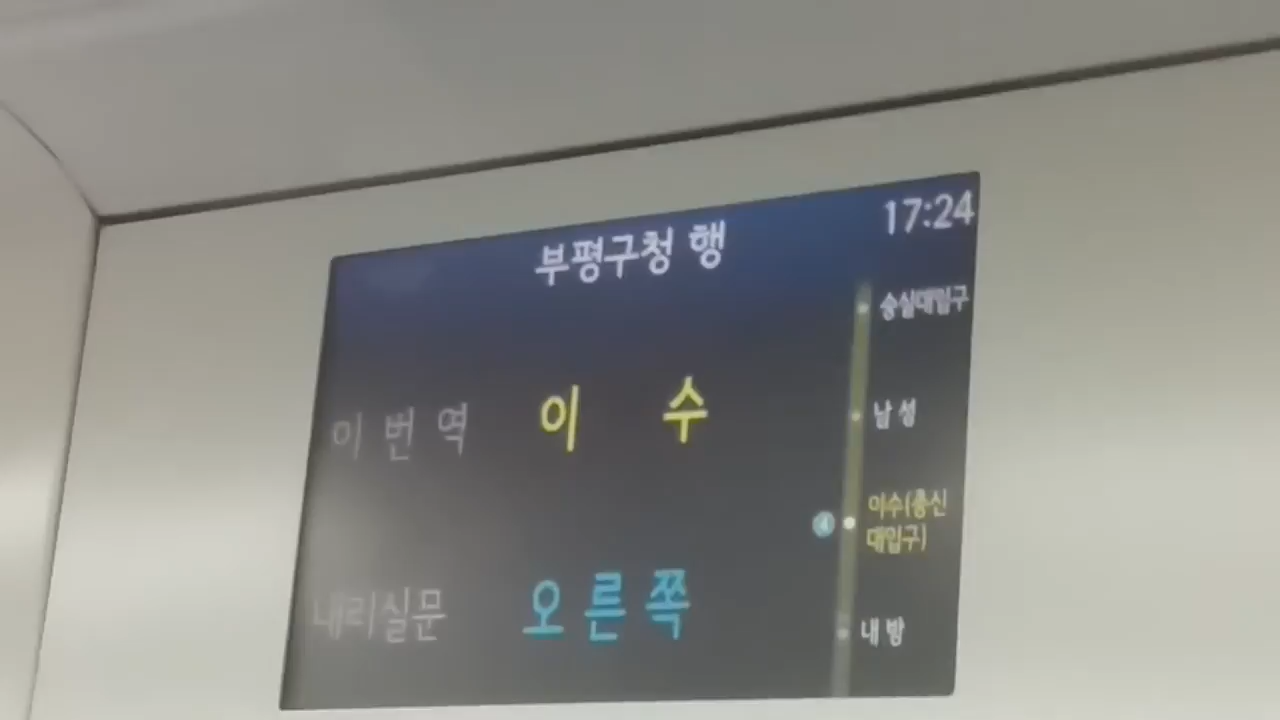 부평구청 행
17:24
이번역 이 수
내리실문 오른쪽
숭실대입구
남성
④ 이수(총신
대입구)
내방